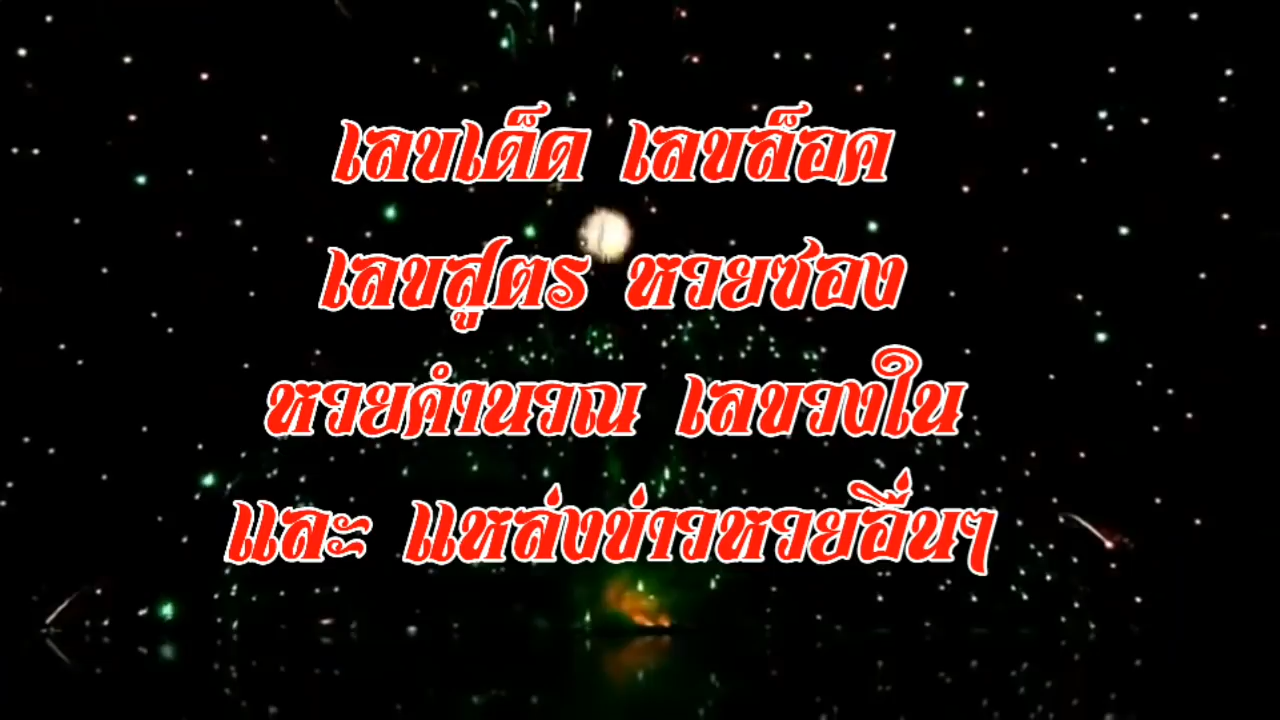 เลขเด็ด เลขล็อค
เลขสูตร หวยซอง
หวยคำนวณ เลขวงใน
และ แหล่งข่าวหวยอื่นๆ